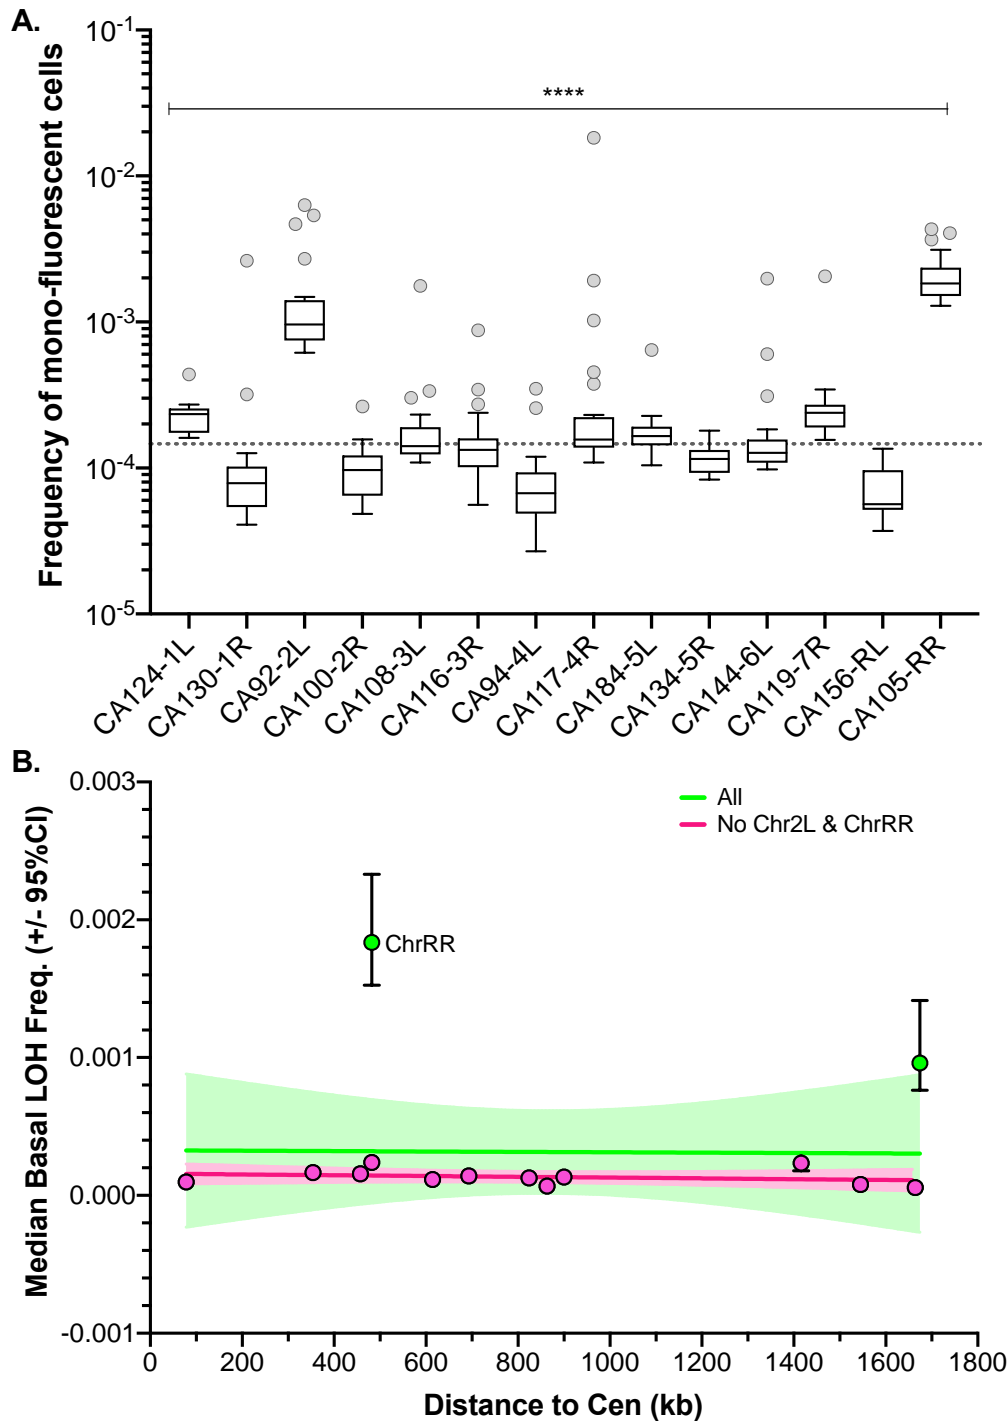 A.
Frequency of mono-fluorescent cells
10-1
10-2
10-3
10-4
10-5
****
CA124-1L
CA130-1R
CA92-2L
CA100-2R
CA108-3L
CA116-3R
CA94-4L
CA117-4R
CA184-5L
CA134-5R
CA144-6L
CA119-7R
CA156-RL
CA105-RR
B.
Median Basal LOH Freq. (+/- 95%CI)
0.003
0.002
0.001
0.000
-0.001
All
No Chr2L & ChrRR
ChrRR
0 200 400 600 800 1000 1200 1400 1600 1800
Distance to Cen (kb)